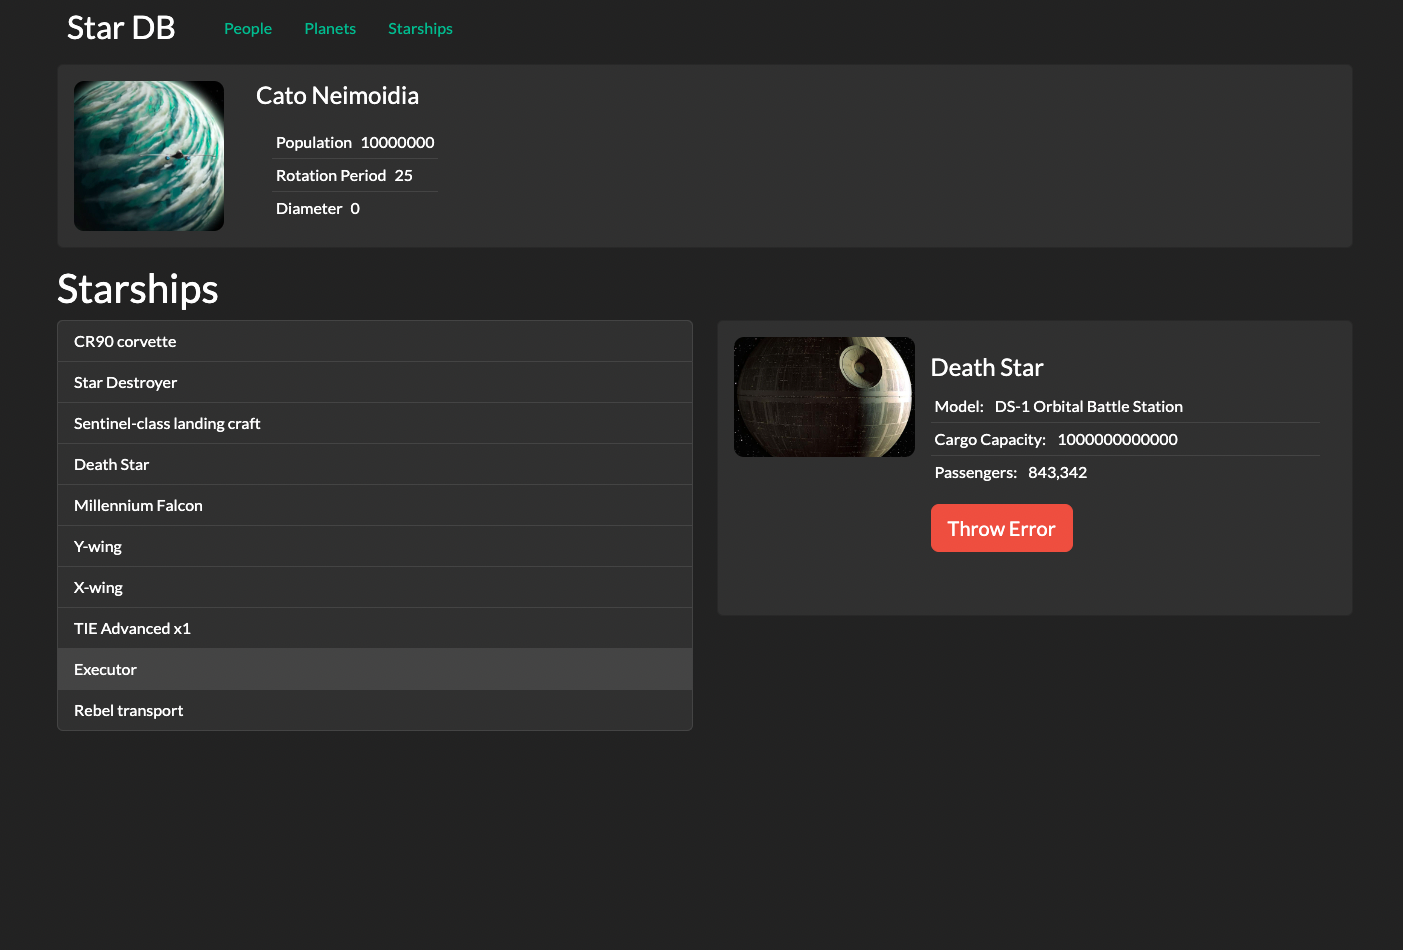 Star DB People Planets Starships
Cato Neimoidia
Population 10000000
Rotation Period 25
Diameter 0
Starships
CR90 corvette
Star Destroyer
Sentinel-class landing craft
Death Star
Millennium Falcon
Y-wing
X-wing
TIE Advanced x1
Executor
Rebel transport
Death Star
Model: DS-1 Orbital Battle Station
Cargo Capacity: 1000000000000
Passengers: 843,342
Throw Error